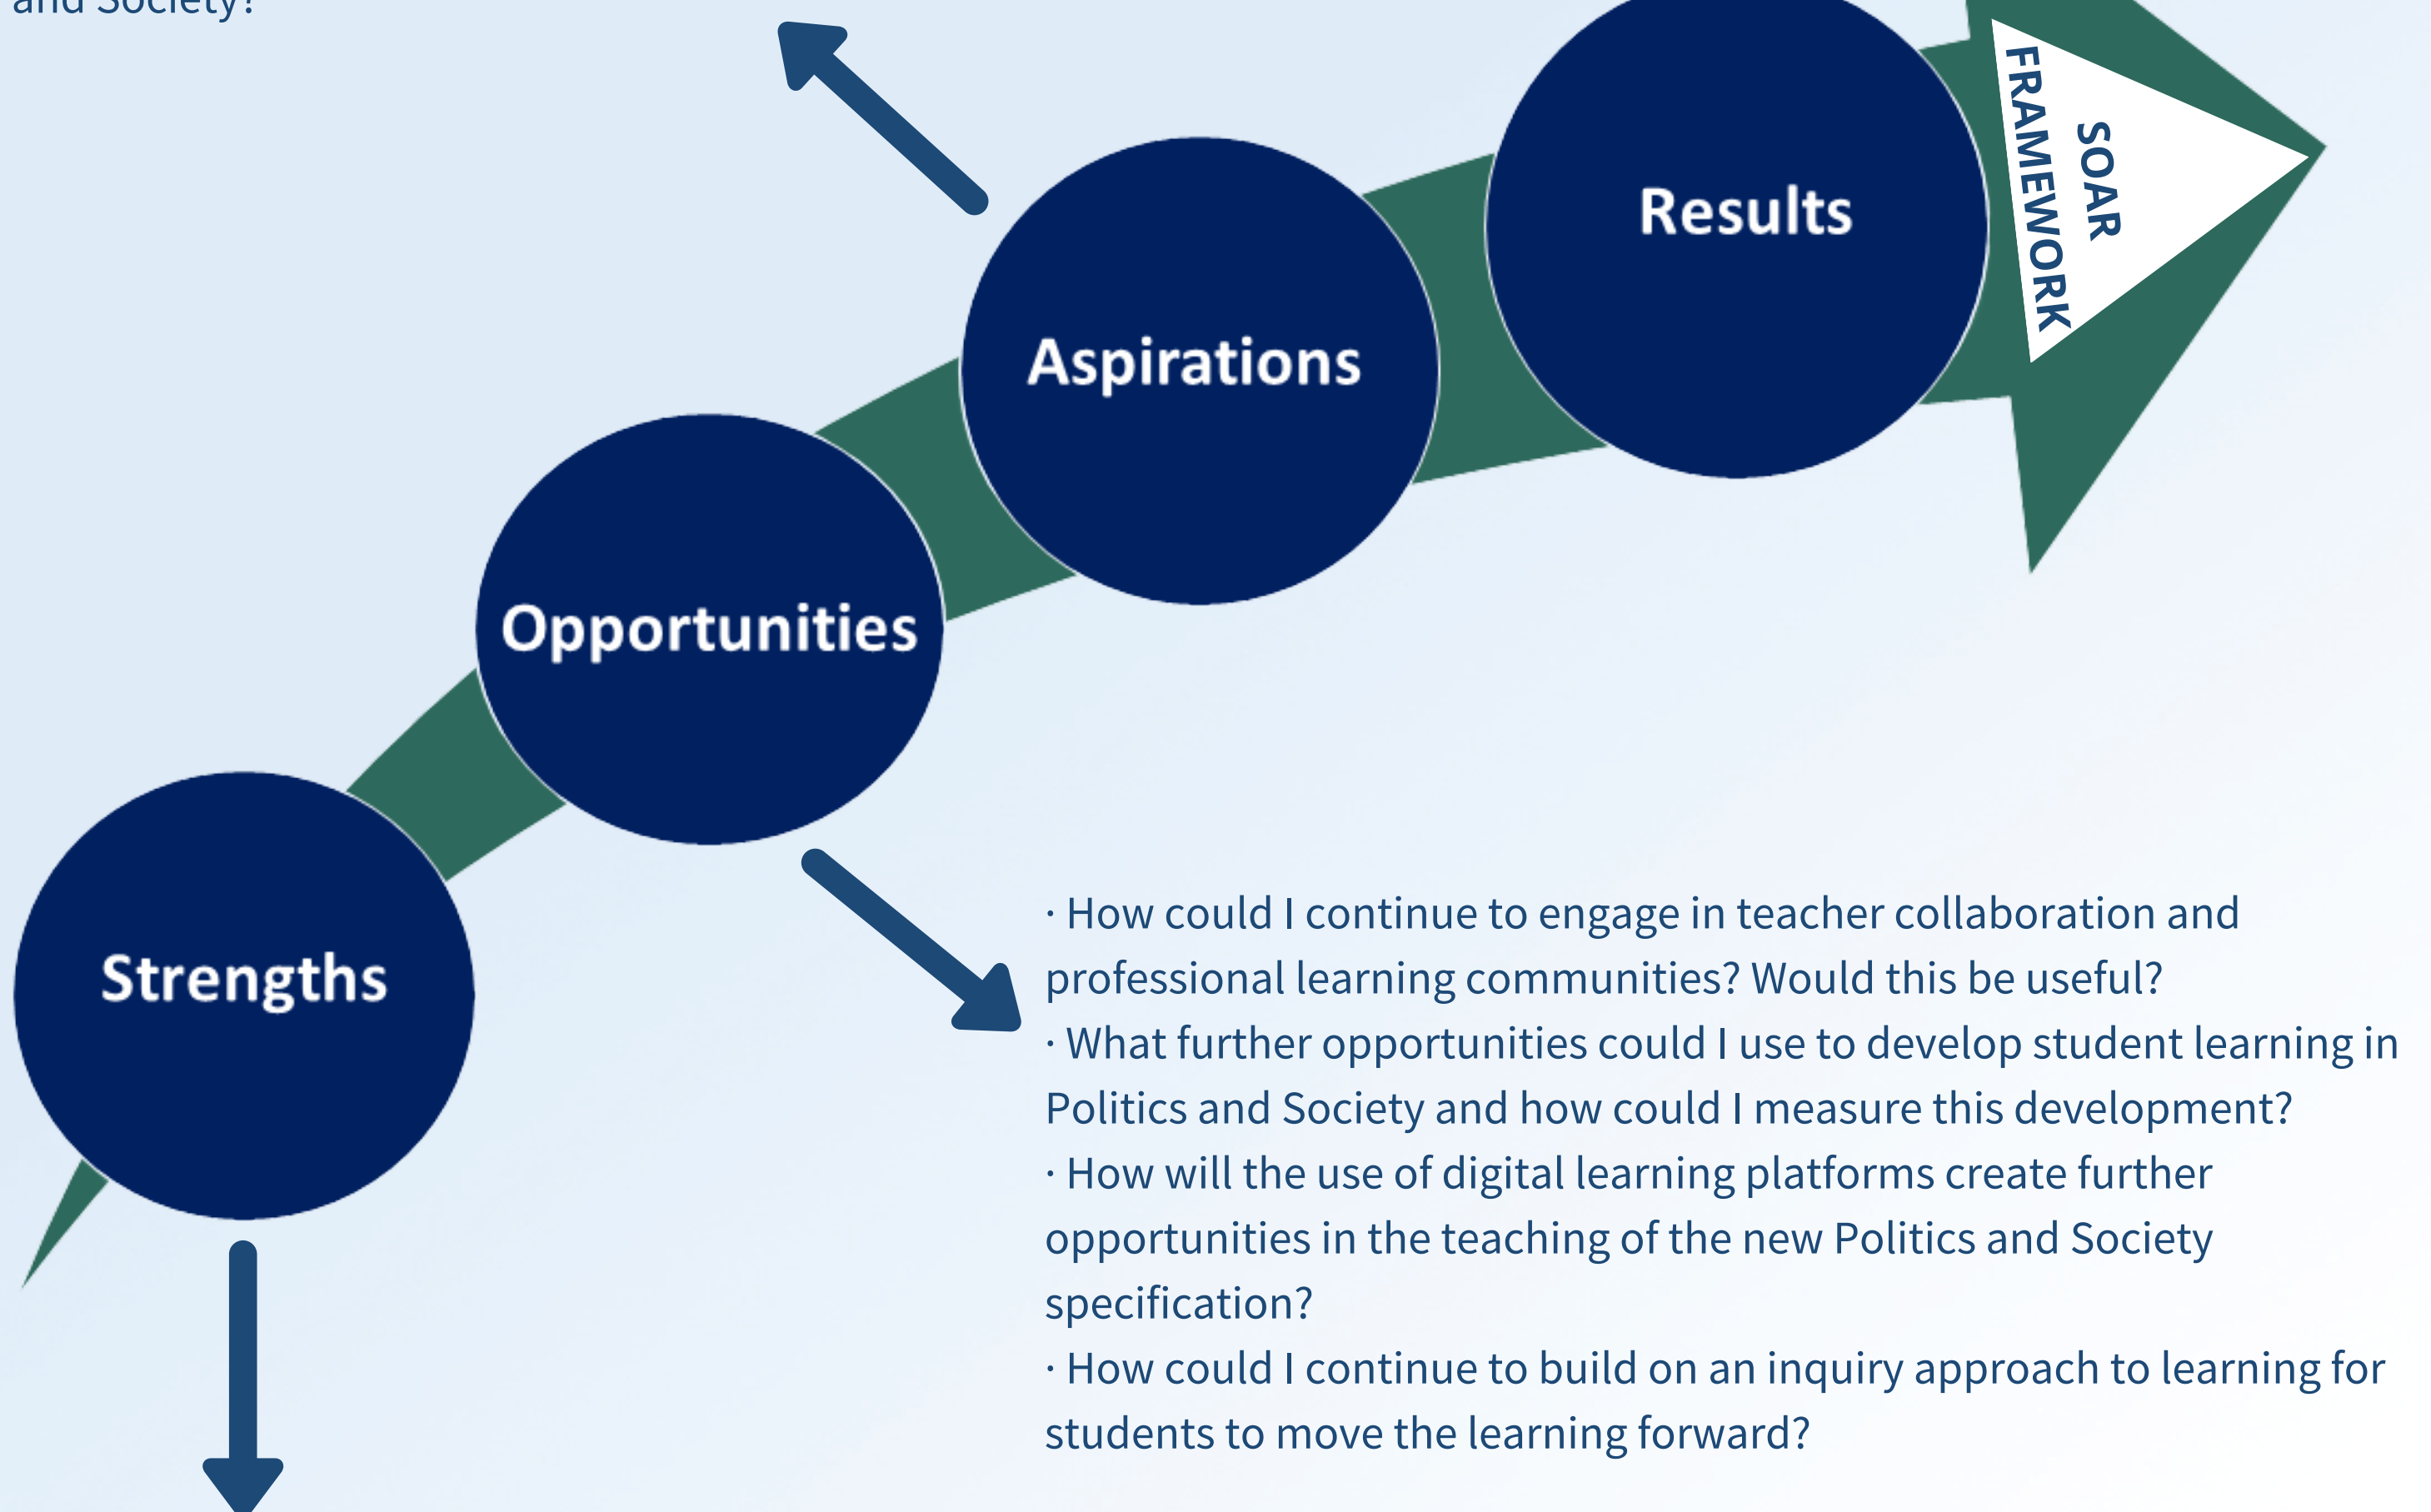 and Society?
SOAR
FRAMEWORK
Results
Aspirations
Opportunities
Strengths
· How could I continue to engage in teacher collaboration and
professional learning communities? Would this be useful?
· What further opportunities could I use to develop student learning in
Politics and Society and how could I measure this development?
· How will the use of digital learning platforms create further
opportunities in the teaching of the new Politics and Society
specification?
· How could I continue to build on an inquiry approach to learning for
students to move the learning forward?